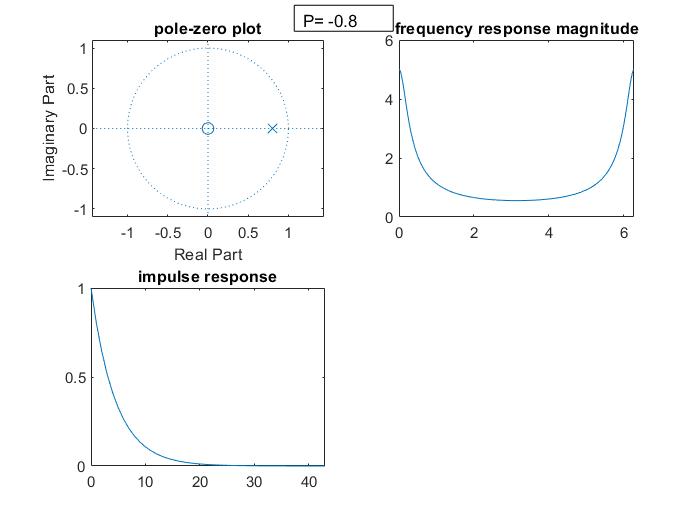 P= -0.8
pole-zero plot
1
0.5
0
-0.5
-1
Imaginary Part
-1 -0.5 0 0.5 1
Real Part
frequency response magnitude
6
4
2
0
0 2 4 6
impulse response
1
0.5
0
0 10 20 30 40